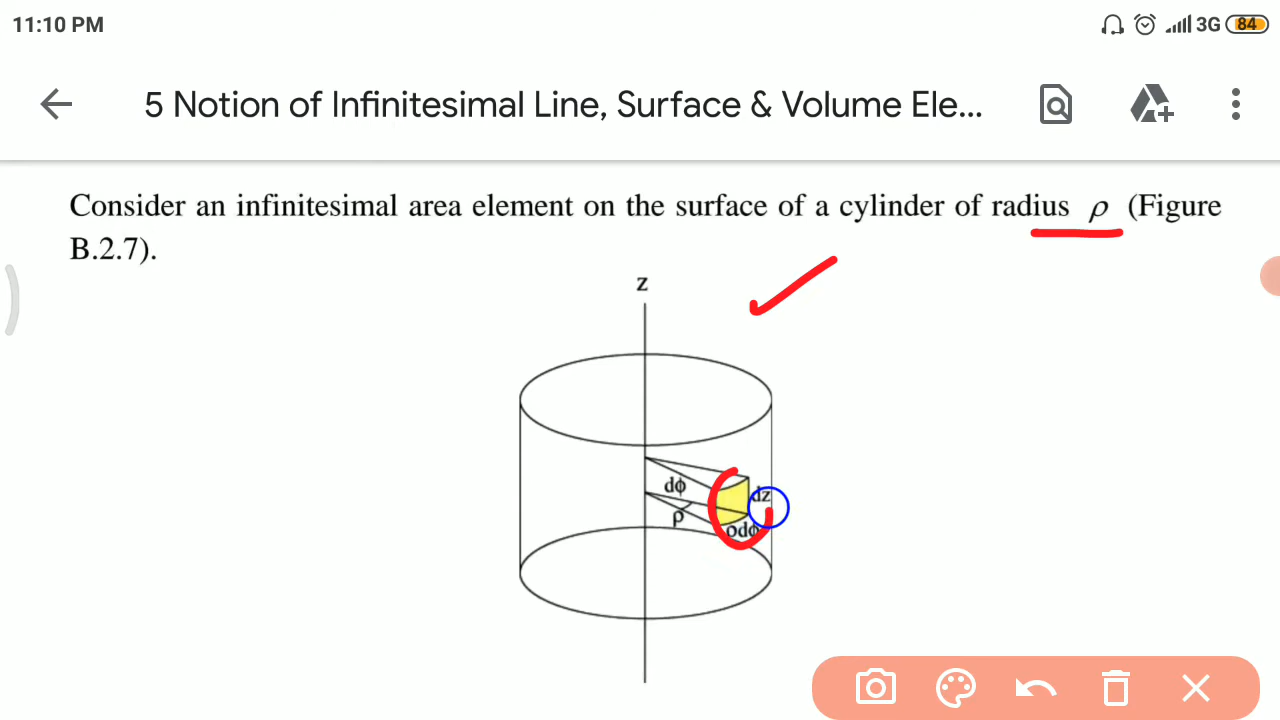 11:10 PM
3G 84
5 Notion of Infinitesimal Line, Surface & Volume Ele...
Consider an infinitesimal area element on the surface of a cylinder of radius ρ (Figure
B.2.7).
z
dϕ
dz
ρ
ρdϕ